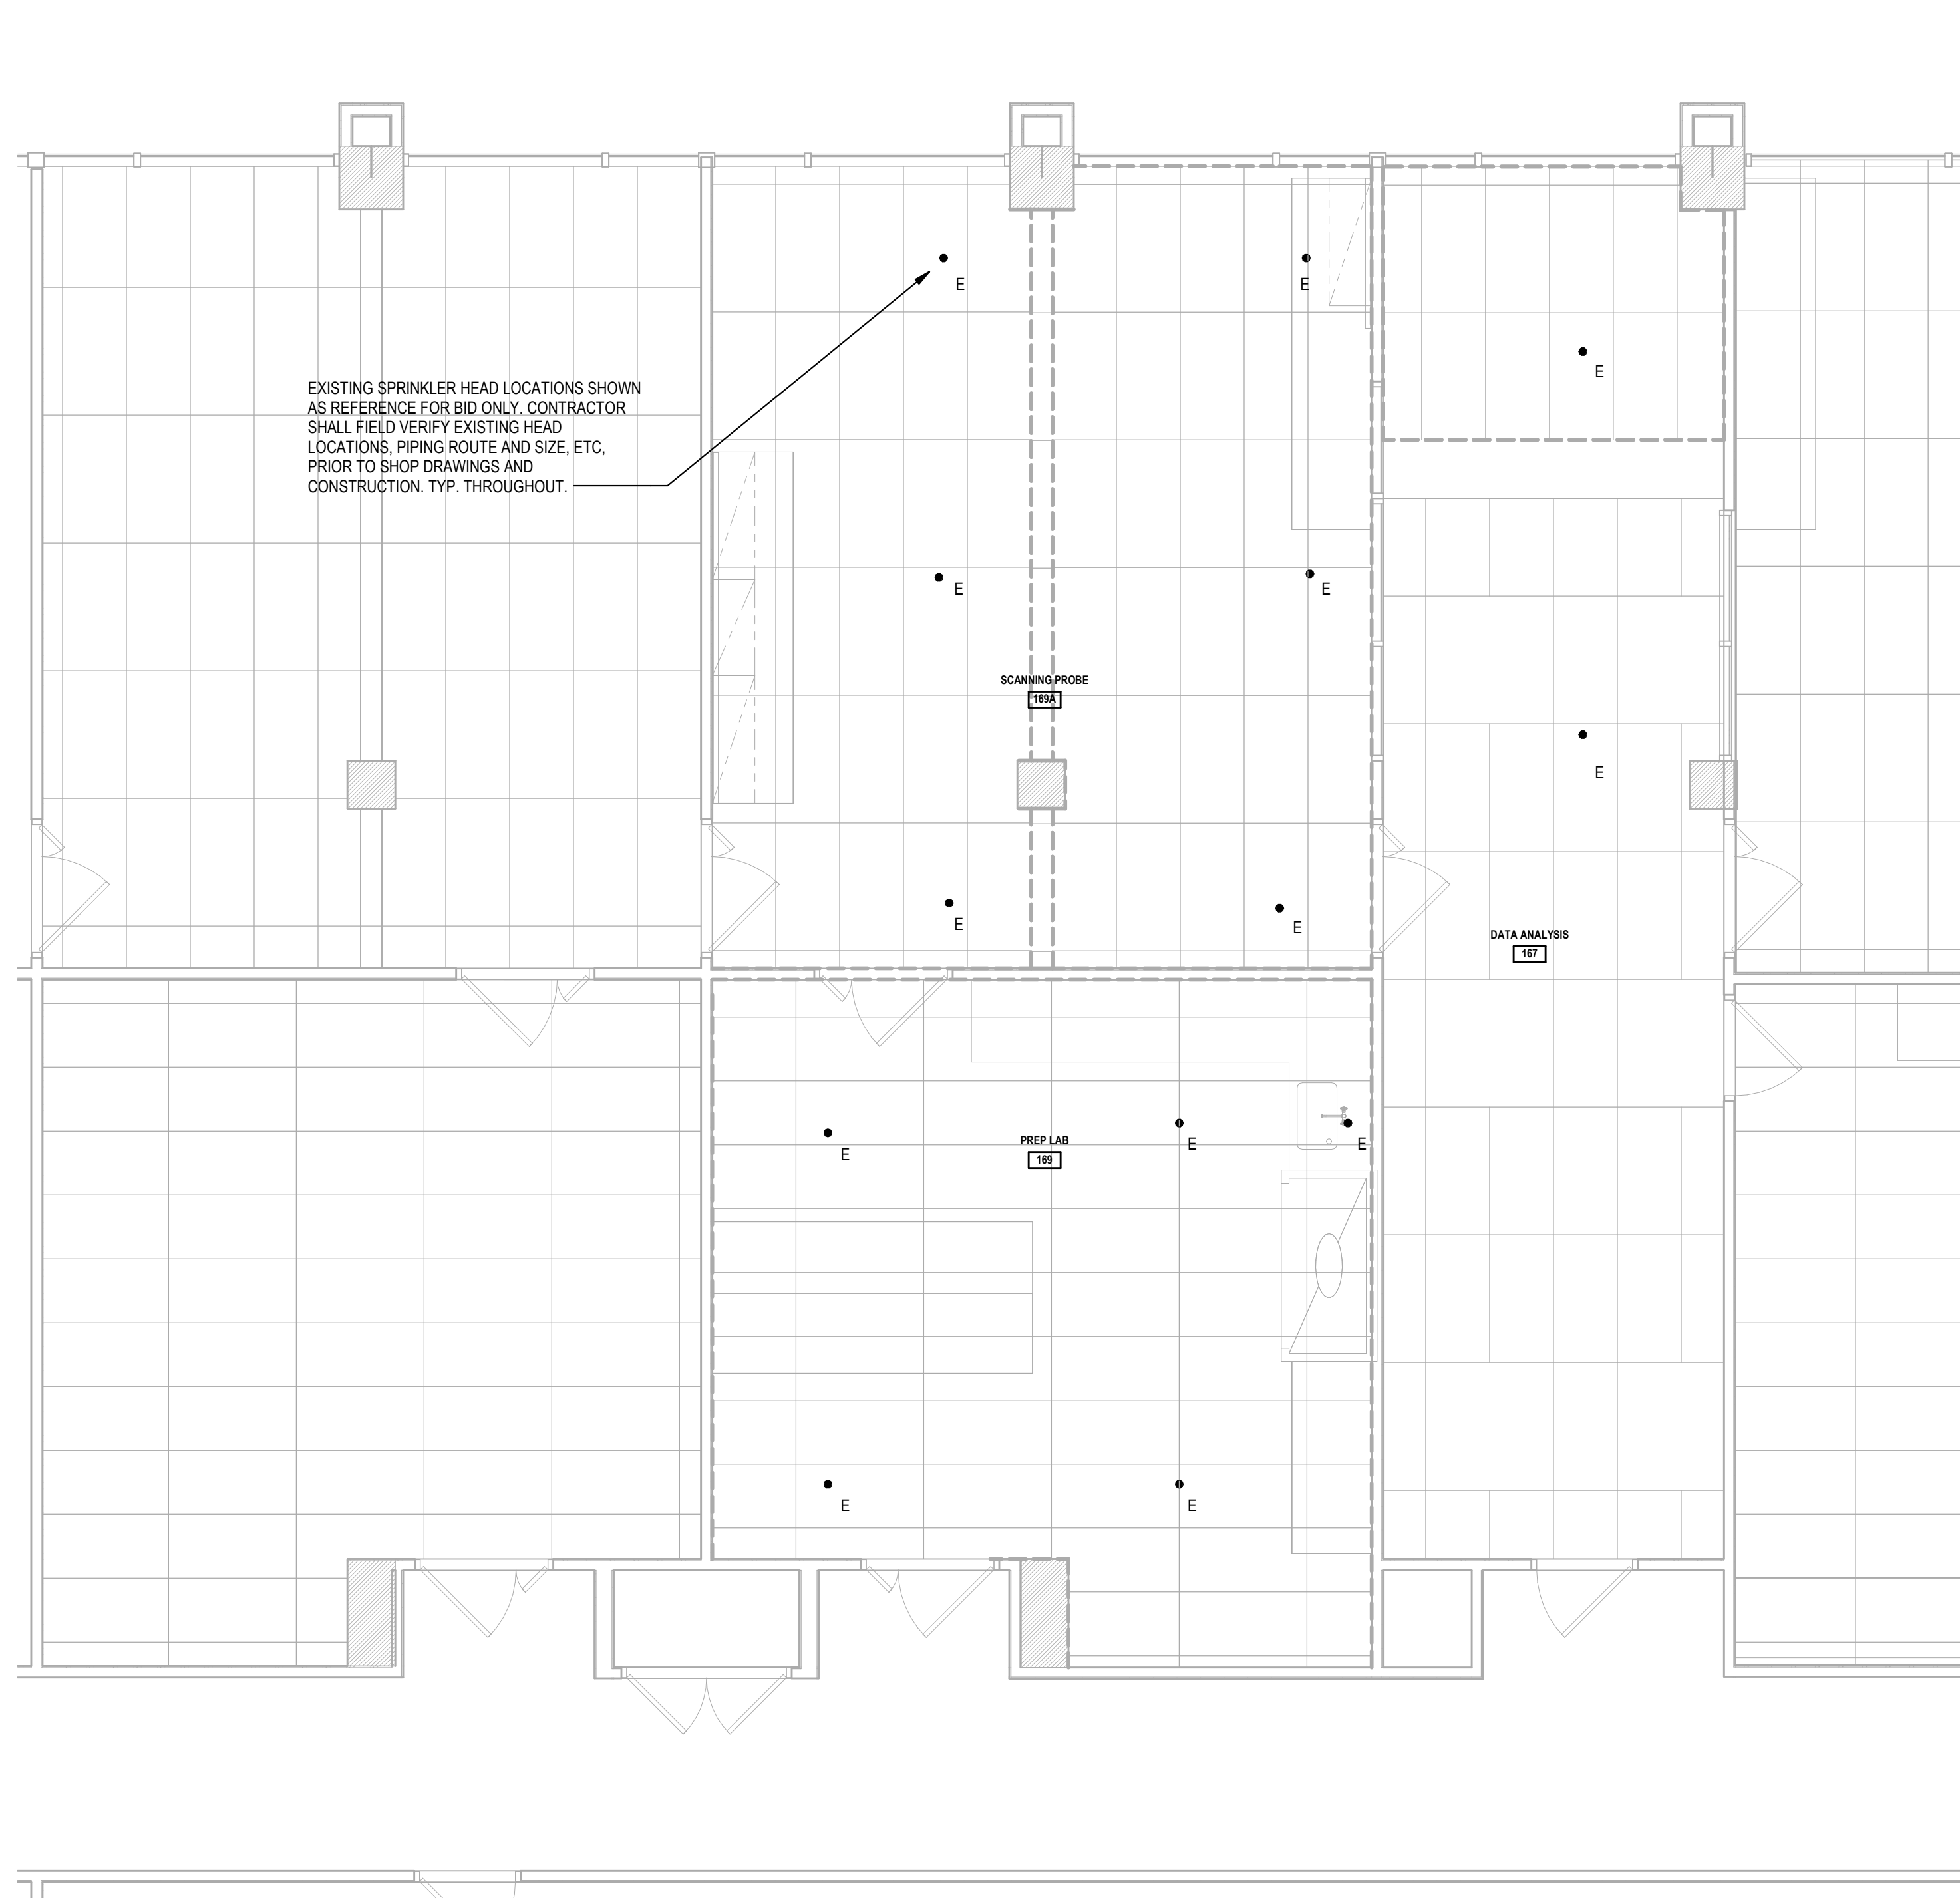 E
E
E
EXISTING SPRINKLER HEAD LOCATIONS SHOWN
AS REFERENCE FOR BID ONLY. CONTRACTOR
SHALL FIELD VERIFY EXISTING HEAD
LOCATIONS, PIPING ROUTE AND SIZE, ETC,
PRIOR TO SHOP DRAWINGS AND
CONSTRUCTION. TYP. THROUGHOUT.
E
E
SCANNING PROBE
169A
E
E
E
DATA ANALYSIS
167
E
PREP LAB
169
E
E
E
E